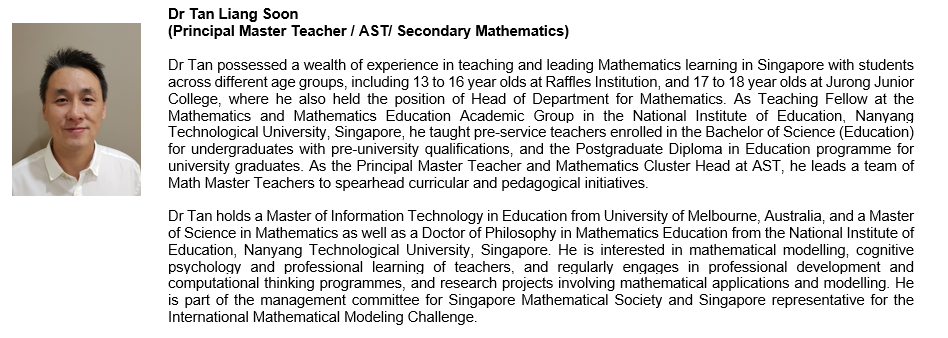 Dr Tan Liang Soon
(Principal Master Teacher / AST/ Secondary Mathematics)
Dr Tan possessed a wealth of experience in teaching and leading Mathematics learning in Singapore with students
across different age groups, including 13 to 16 year olds at Raffles Institution, and 17 to 18 year olds at Jurong Junior
College, where he also held the position of Head of Department for Mathematics. As Teaching Fellow at the
Mathematics and Mathematics Education Academic Group in the National Institute of Education, Nanyang
Technological University, Singapore, he taught pre-service teachers enrolled in the Bachelor of Science (Education)
for undergraduates with pre-university qualifications, and the Postgraduate Diploma in Education programme for
university graduates. As the Principal Master Teacher and Mathematics Cluster Head at AST, he leads a team of
Math Master Teachers to spearhead curricular and pedagogical initiatives.
Dr Tan holds a Master of Information Technology in Education from University of Melbourne, Australia, and a Master
of Science in Mathematics as well as a Doctor of Philosophy in Mathematics Education from the National Institute of
Education, Nanyang Technological University, Singapore. He is interested in mathematical modelling, cognitive
psychology and professional learning of teachers, and regularly engages in professional development and
computational thinking programmes, and research projects involving mathematical applications and modelling. He
is part of the management committee for Singapore Mathematical Society and Singapore representative for the
International Mathematical Modeling Challenge.